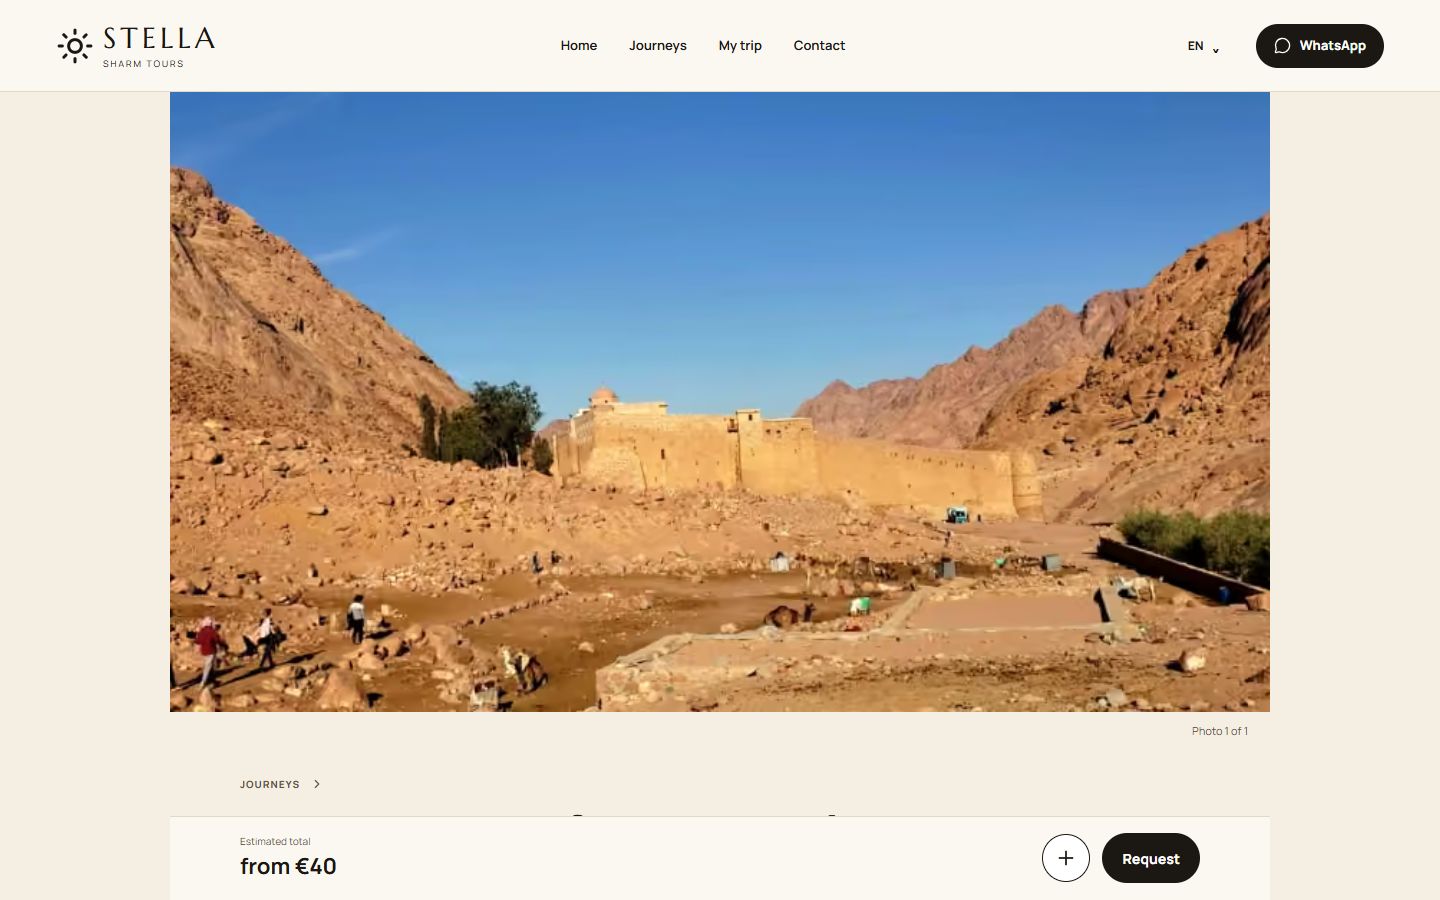 STELLA
SHARM TOURS
Home
Journeys
My trip
Contact
EN
WhatsApp
Photo 1 of 1
JOURNEYS
Estimated total
from €40
Request